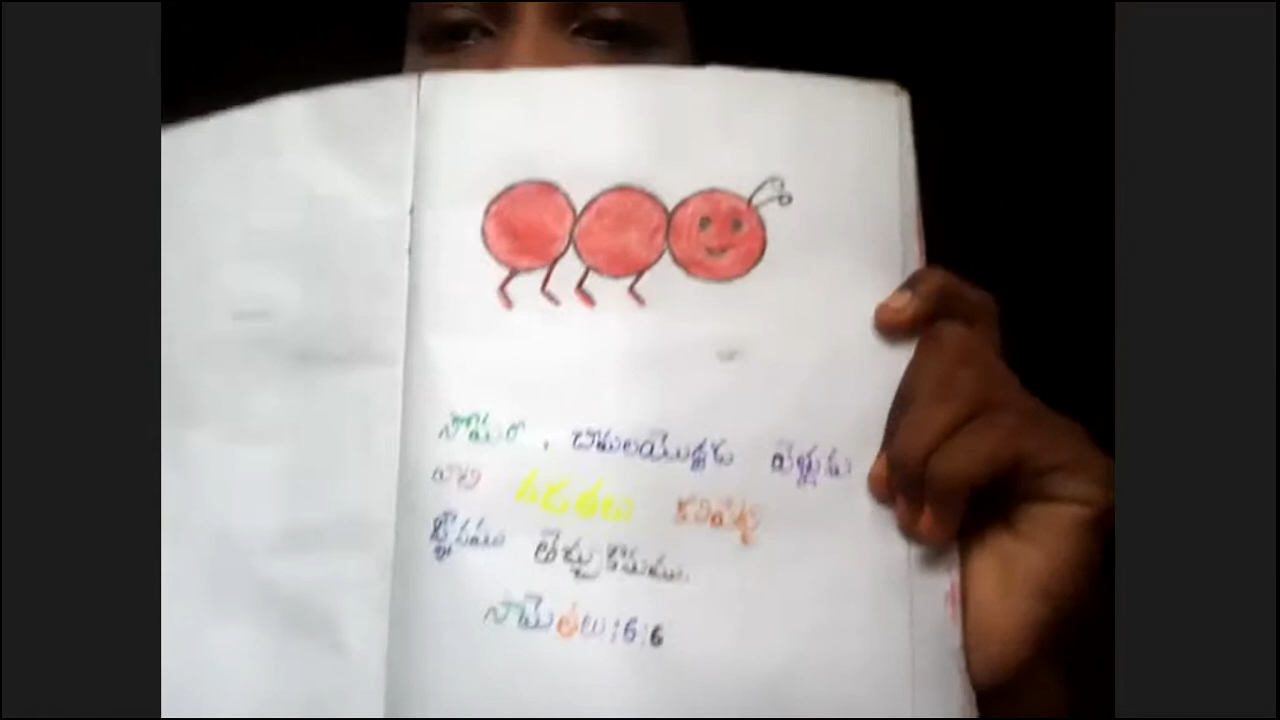 సోమరీ, చీమలయొద్దకు వెళ్లుము
వాటి నడతలు కనిపెట్టి
జ్ఞానము తెచ్చుకొనుము.
సామెతలు:6:6